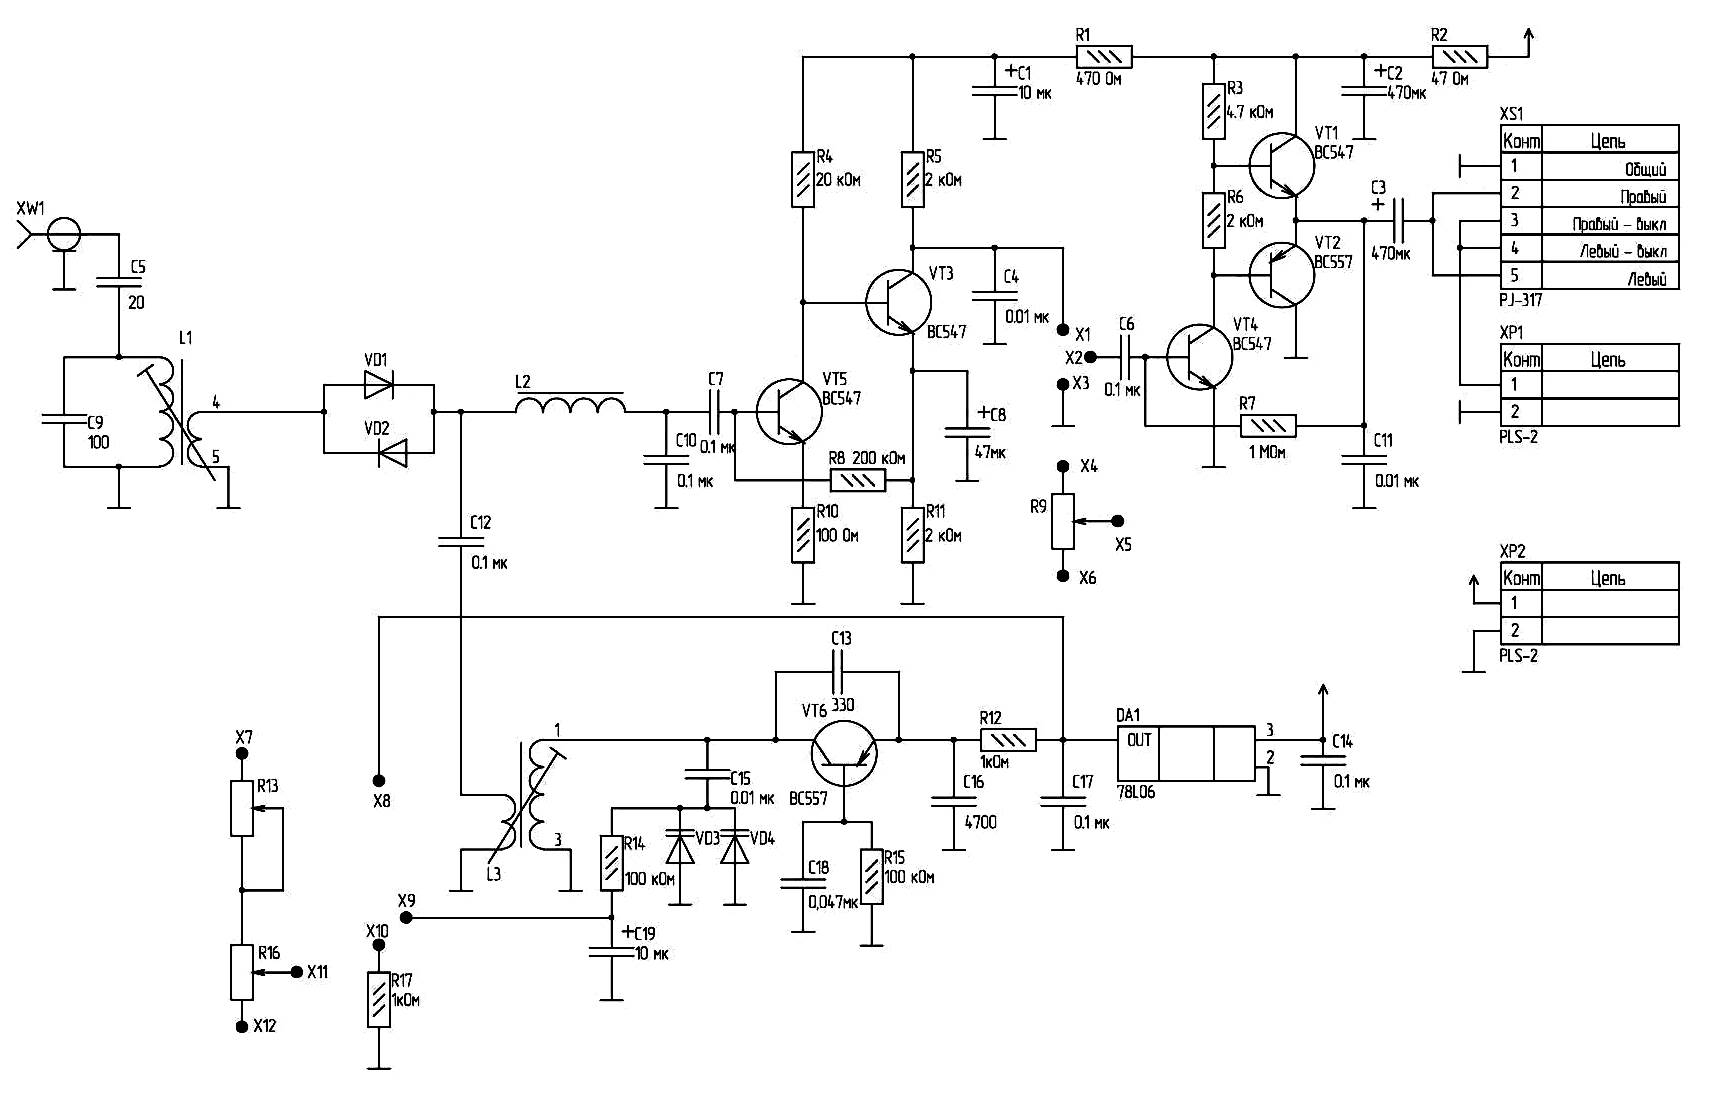 R1
470 Ом
R2
47 Ом
+C1
10 мк
+C2
470мк
R3
4.7 кОм
XS1
Конт Цепь
1 Общий
2 Правый
3 Правый - выкл
4 Левый - выкл
5 Левый
PJ-317
VT1
BC547
R4
20 кОм
R5
2 кОм
R6
2 кОм
C3
+
470мк
XW1
C5
20
VT2
BC557
VT3
BC547
C4
0.01 мк
X1
X2
X3
C6
0.1 мк
VT4
BC547
XP1
Конт Цепь
1
2
PLS-2
L1
4
5
C9
100
VD1
VD2
L2
C7
0.1 мк
VT5
BC547
C10
0.1 мк
R8 200 кОм
+C8
47мк
R7
1 МОм
C11
0.01 мк
X4
R9
X5
X6
R10
100 Ом
R11
2 кОм
C12
0.1 мк
XP2
Конт Цепь
1
2
PLS-2
C13
330
VT6
BC557
R12
1кОм
DA1
OUT
3
2
78L06
C14
0.1 мк
X7
R13
X8
1
3
L3
C15
0.01 мк
C16
4700
C17
0.1 мк
R14
100 кОм
VD3
VD4
C18
0,047мк
R15
100 кОм
X9
X10
+C19
10 мк
R16
X11
X12
R17
1кОм